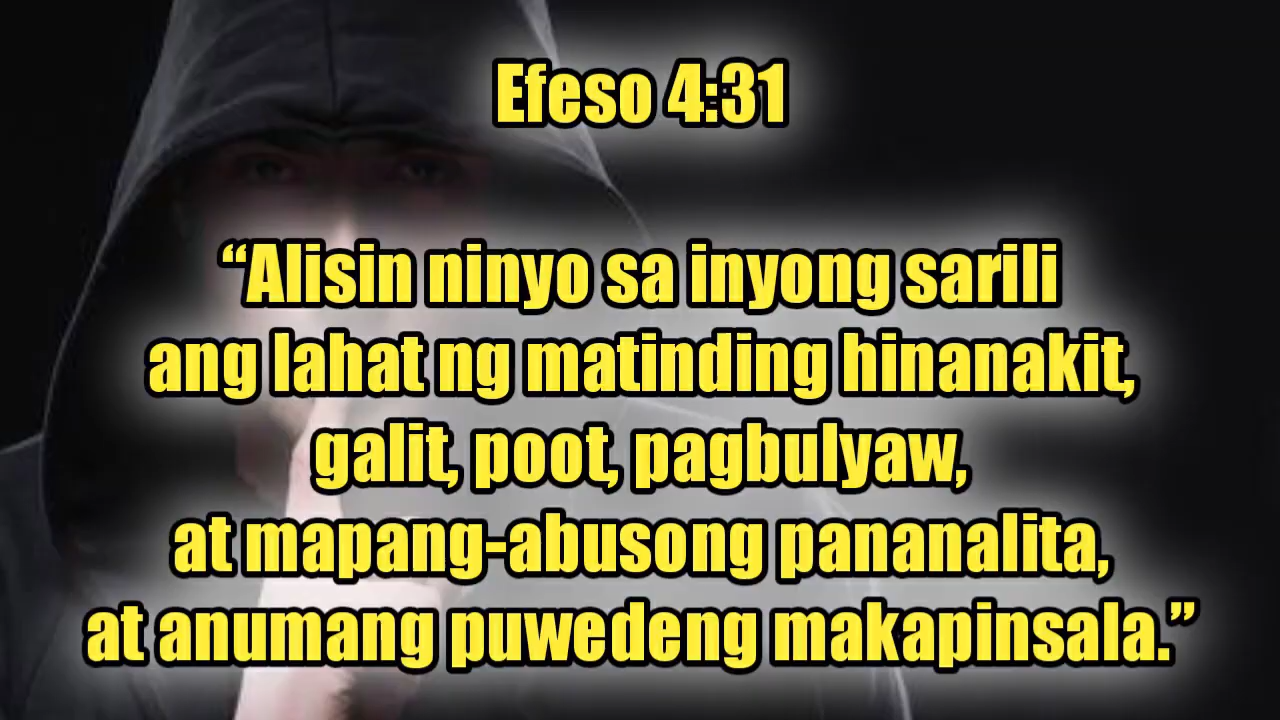 Efeso 4:31
“Alisin ninyo sa inyong sarili
ang lahat ng matinding hinanakit,
galit, poot, pagbulyaw,
at mapang-abusong pananalita,
at anumang puwedeng makapinsala.”